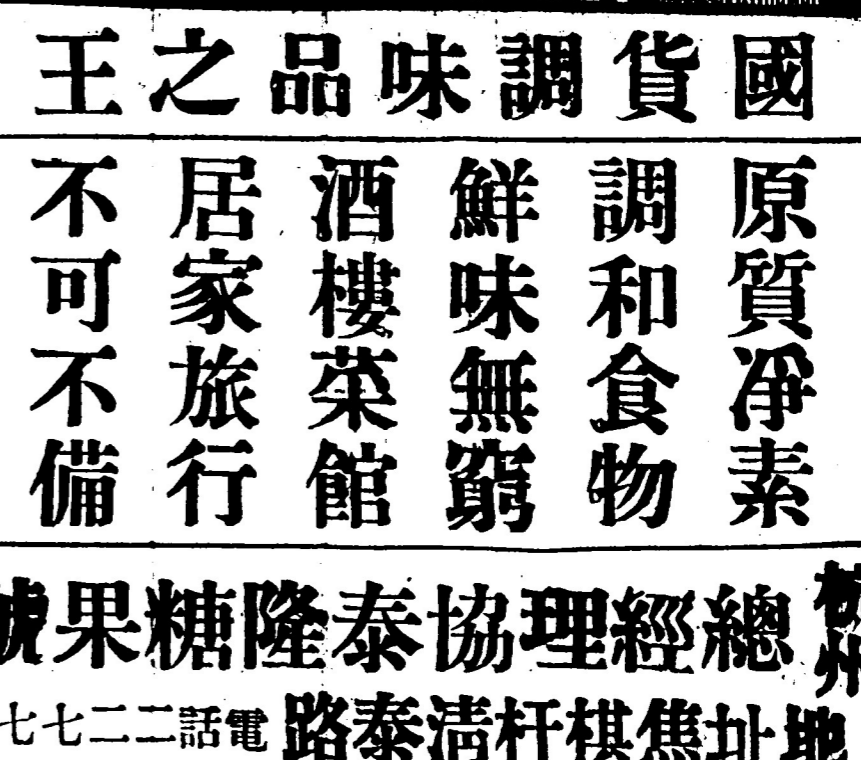 國貨調味品之王
原質淨素
調和食物
鮮味無窮
酒樓菜館
居家旅行
不可不備
杭州
總經理協泰隆糖果號
地址焦棋杆清泰路
電話二二七七